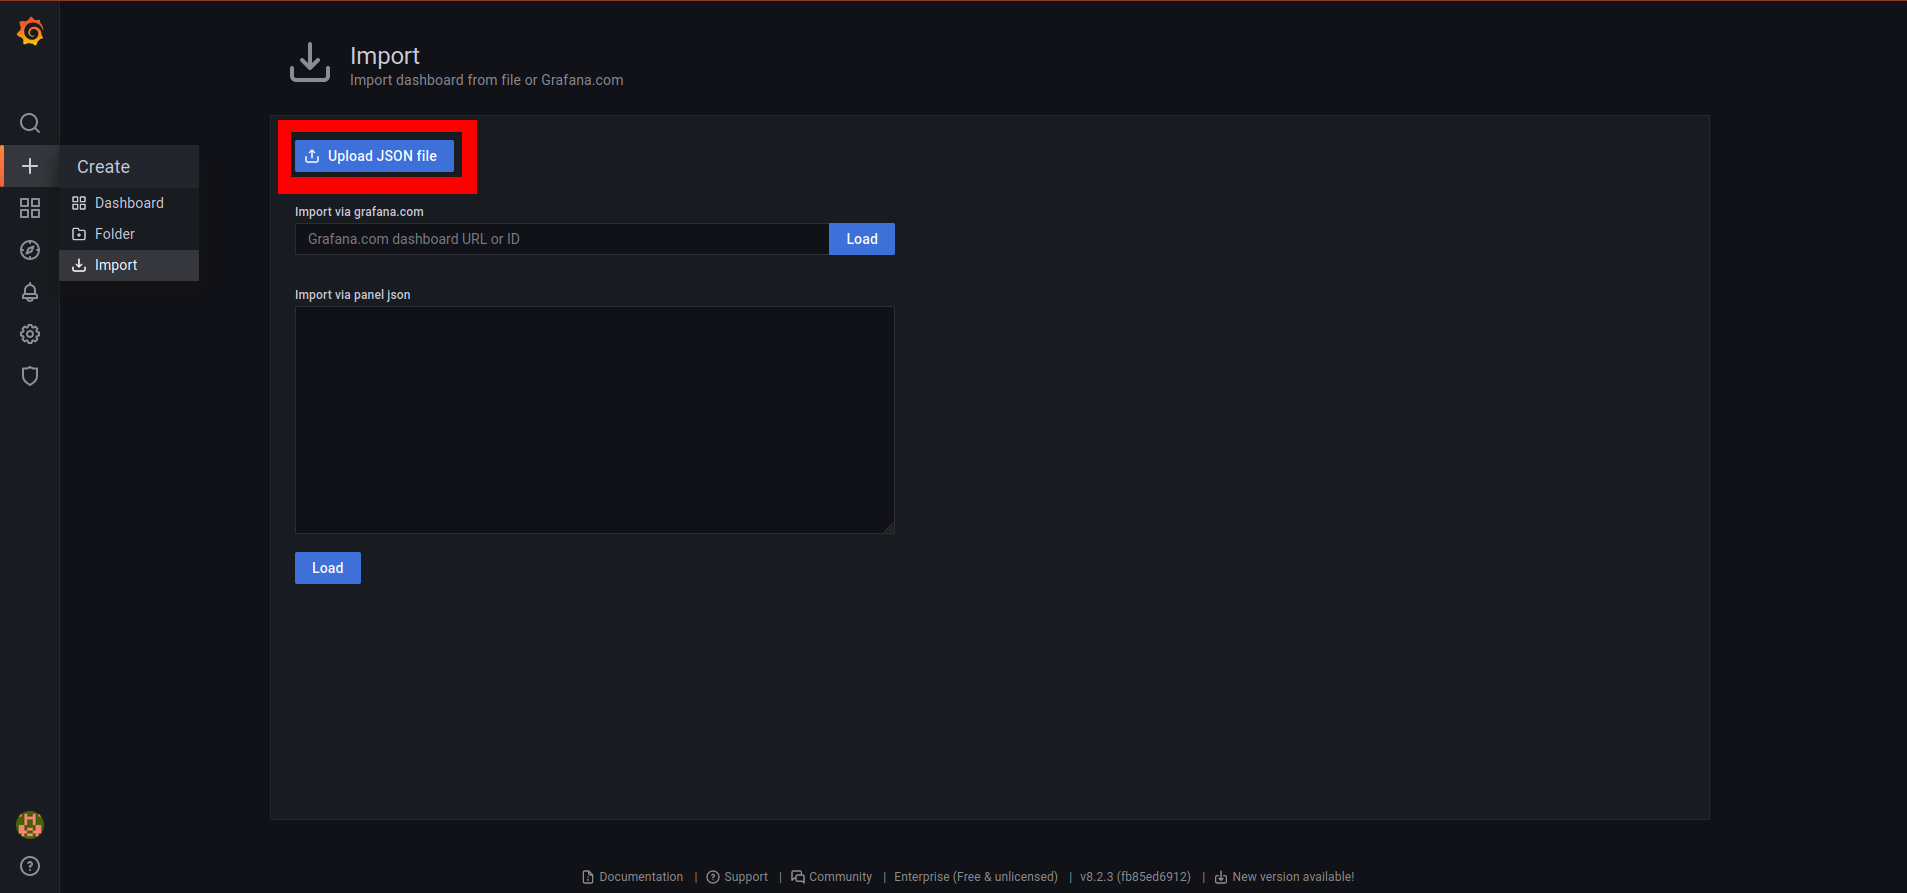 Import
Import dashboard from file or Grafana.com
Create
Dashboard
Folder
Import
Upload JSON file
Import via grafana.com
Grafana.com dashboard URL or ID
Load
Import via panel json
Load
Documentation | Support | Community | Enterprise (Free & unlicensed) | v8.2.3 (fb85ed6912) | New version available!